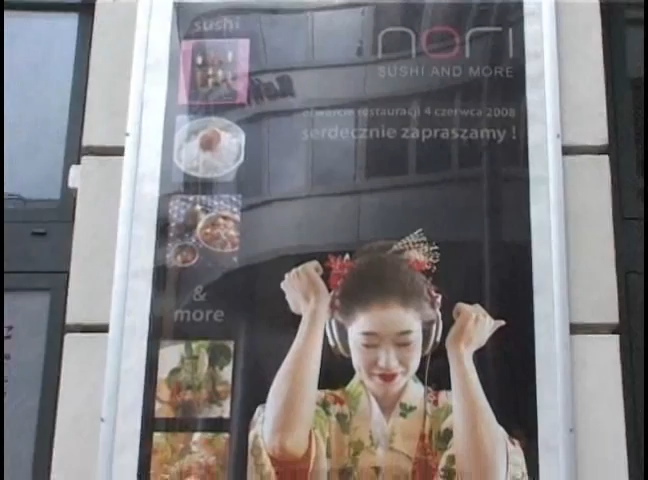 sushi
nori
SUSHI AND MORE
otwarcie restauracji 4 czerwca 2008
serdecznie zapraszamy !
&
more